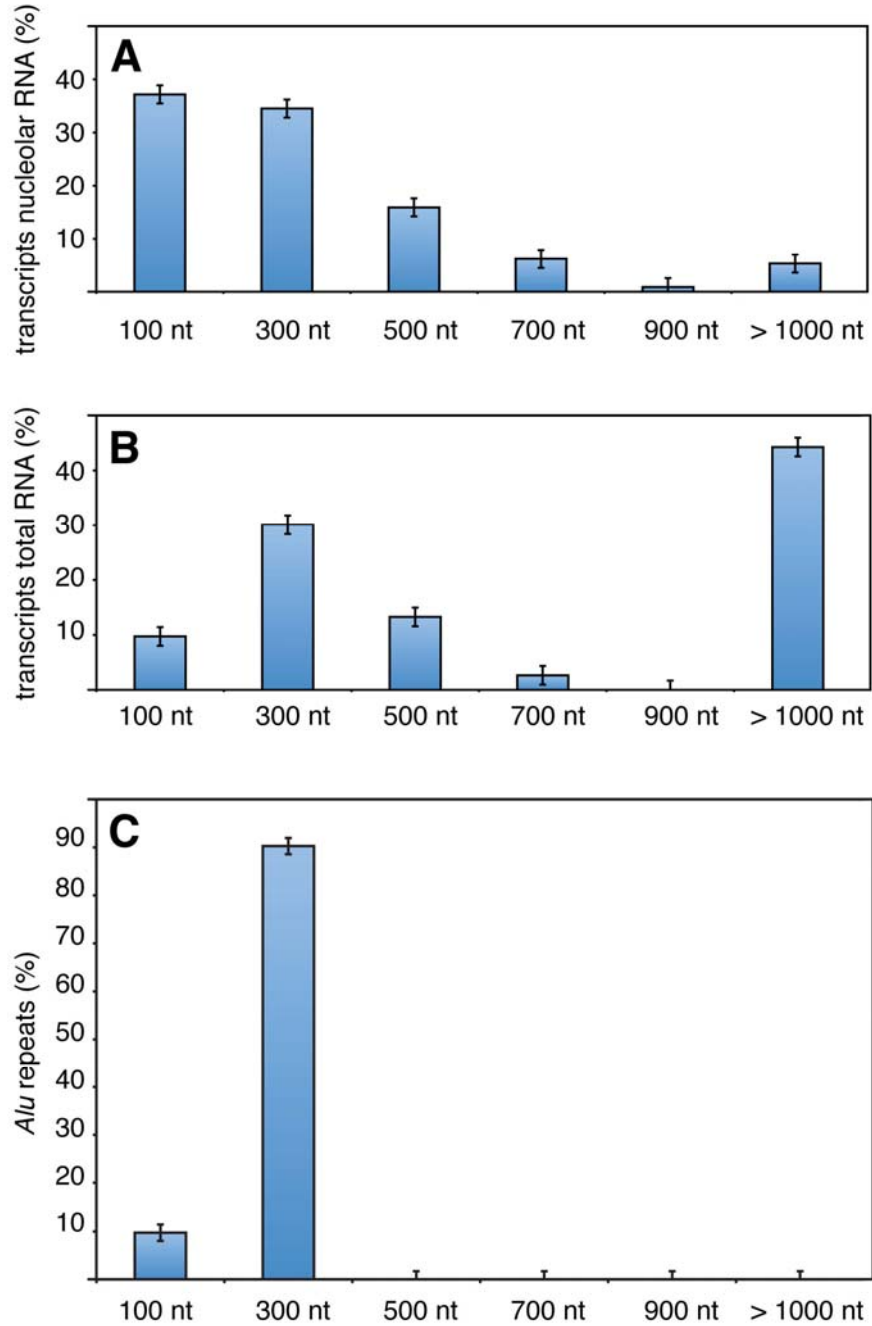 A
transcripts nucleolar RNA (%)
40
30
20
10
100 nt 300 nt 500 nt 700 nt 900 nt > 1000 nt
B
transcripts total RNA (%)
40
30
20
10
100 nt 300 nt 500 nt 700 nt 900 nt > 1000 nt
C
Alu repeats (%)
90
80
70
60
50
40
30
20
10
100 nt 300 nt 500 nt 700 nt 900 nt > 1000 nt